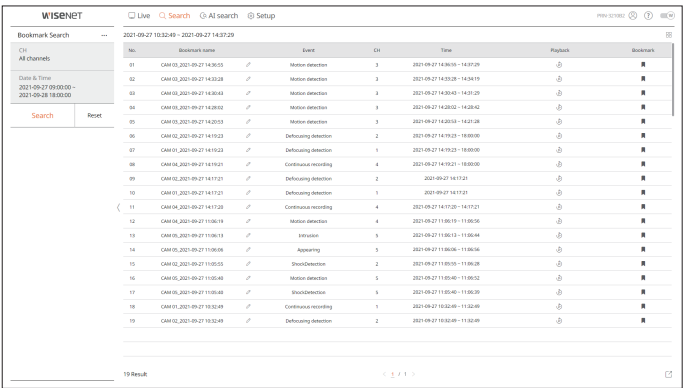 WISENET
Live Search AI search Setup
PRN-3210B2
Bookmark Search ...
2021-09-27 10:32:49 ~ 2021-09-27 14:37:29
CH
All channels
Date & Time
2021-09-27 09:00:00 ~
2021-09-28 18:00:00
Search Reset
No. Bookmark name Event CH Time Playback Bookmark
01 CAM 03_2021-09-27 14:36:55 Motion detection 3 2021-09-27 14:36:55 ~ 14:37:29
02 CAM 03_2021-09-27 14:33:28 Motion detection 3 2021-09-27 14:33:28 ~ 14:34:19
03 CAM 03_2021-09-27 14:30:43 Motion detection 3 2021-09-27 14:30:43 ~ 14:31:29
04 CAM 03_2021-09-27 14:28:02 Motion detection 3 2021-09-27 14:28:02 ~ 14:28:42
05 CAM 03_2021-09-27 14:20:53 Motion detection 3 2021-09-27 14:20:53 ~ 14:21:28
06 CAM 02_2021-09-27 14:19:23 Defocusing detection 2 2021-09-27 14:19:23 ~ 18:00:00
07 CAM 01_2021-09-27 14:19:23 Defocusing detection 1 2021-09-27 14:19:23 ~ 18:00:00
08 CAM 04_2021-09-27 14:19:21 Continuous recording 4 2021-09-27 14:19:21 ~ 18:00:00
09 CAM 02_2021-09-27 14:17:21 Defocusing detection 2 2021-09-27 14:17:21
10 CAM 01_2021-09-27 14:17:21 Defocusing detection 1 2021-09-27 14:17:21
11 CAM 04_2021-09-27 14:17:20 Continuous recording 4 2021-09-27 14:17:20 ~ 14:17:21
12 CAM 04_2021-09-27 11:06:19 Motion detection 4 2021-09-27 11:06:19 ~ 11:06:56
13 CAM 05_2021-09-27 11:06:13 Intrusion 5 2021-09-27 11:06:13 ~ 11:06:44
14 CAM 05_2021-09-27 11:06:06 Appearing 5 2021-09-27 11:06:06 ~ 11:06:56
15 CAM 02_2021-09-27 11:05:55 ShockDetection 2 2021-09-27 11:05:55 ~ 11:06:28
16 CAM 05_2021-09-27 11:05:40 Motion detection 5 2021-09-27 11:05:40 ~ 11:06:52
17 CAM 05_2021-09-27 11:05:40 ShockDetection 5 2021-09-27 11:05:40 ~ 11:06:39
18 CAM 01_2021-09-27 10:32:49 Continuous recording 1 2021-09-27 10:32:49 ~ 11:32:49
19 CAM 02_2021-09-27 10:32:49 Defocusing detection 2 2021-09-27 10:32:49 ~ 11:32:49
19 Result < 1 / 1 >